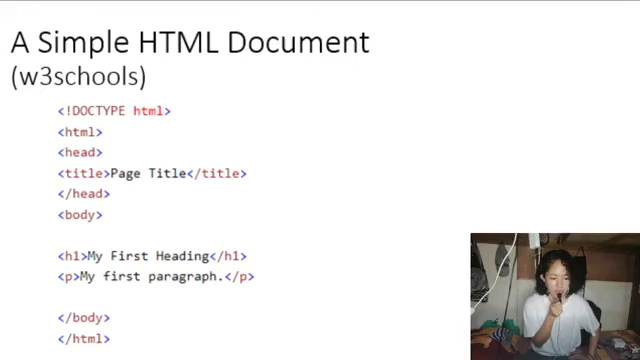 A Simple HTML Document
(w3schools)
<!DOCTYPE html>
<html>
<head>
<title>Page Title</title>
</head>
<body>
<h1>My First Heading</h1>
<p>My first paragraph.</p>
</body>
</html>